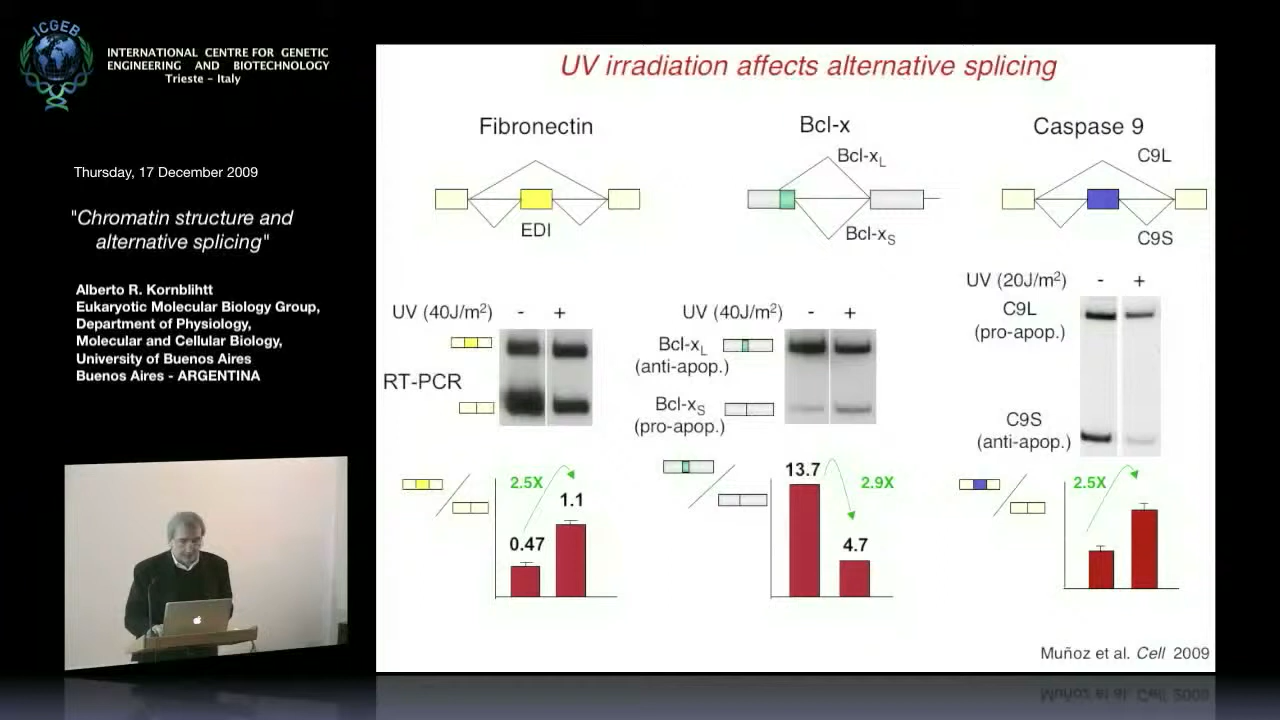 ICGEB
INTERNATIONAL CENTRE FOR GENETIC
ENGINEERING AND BIOTECHNOLOGY
Trieste - Italy
Thursday, 17 December 2009
"Chromatin structure and
alternative splicing"
Alberto R. Kornblihtt
Eukaryotic Molecular Biology Group,
Department of Physiology,
Molecular and Cellular Biology,
University of Buenos Aires
Buenos Aires - ARGENTINA
UV irradiation affects alternative splicing
Fibronectin
EDI
UV (40J/m²) - +
RT-PCR
2.5X
0.47
1.1
Bcl-x
Bcl-xL
Bcl-xS
UV (40J/m²) - +
Bcl-xL
(anti-apop.)
Bcl-xS
(pro-apop.)
13.7
2.9X
4.7
Caspase 9
C9L
C9S
UV (20J/m²) - +
C9L
(pro-apop.)
C9S
(anti-apop.)
2.5X
Muñoz et al. Cell 2009